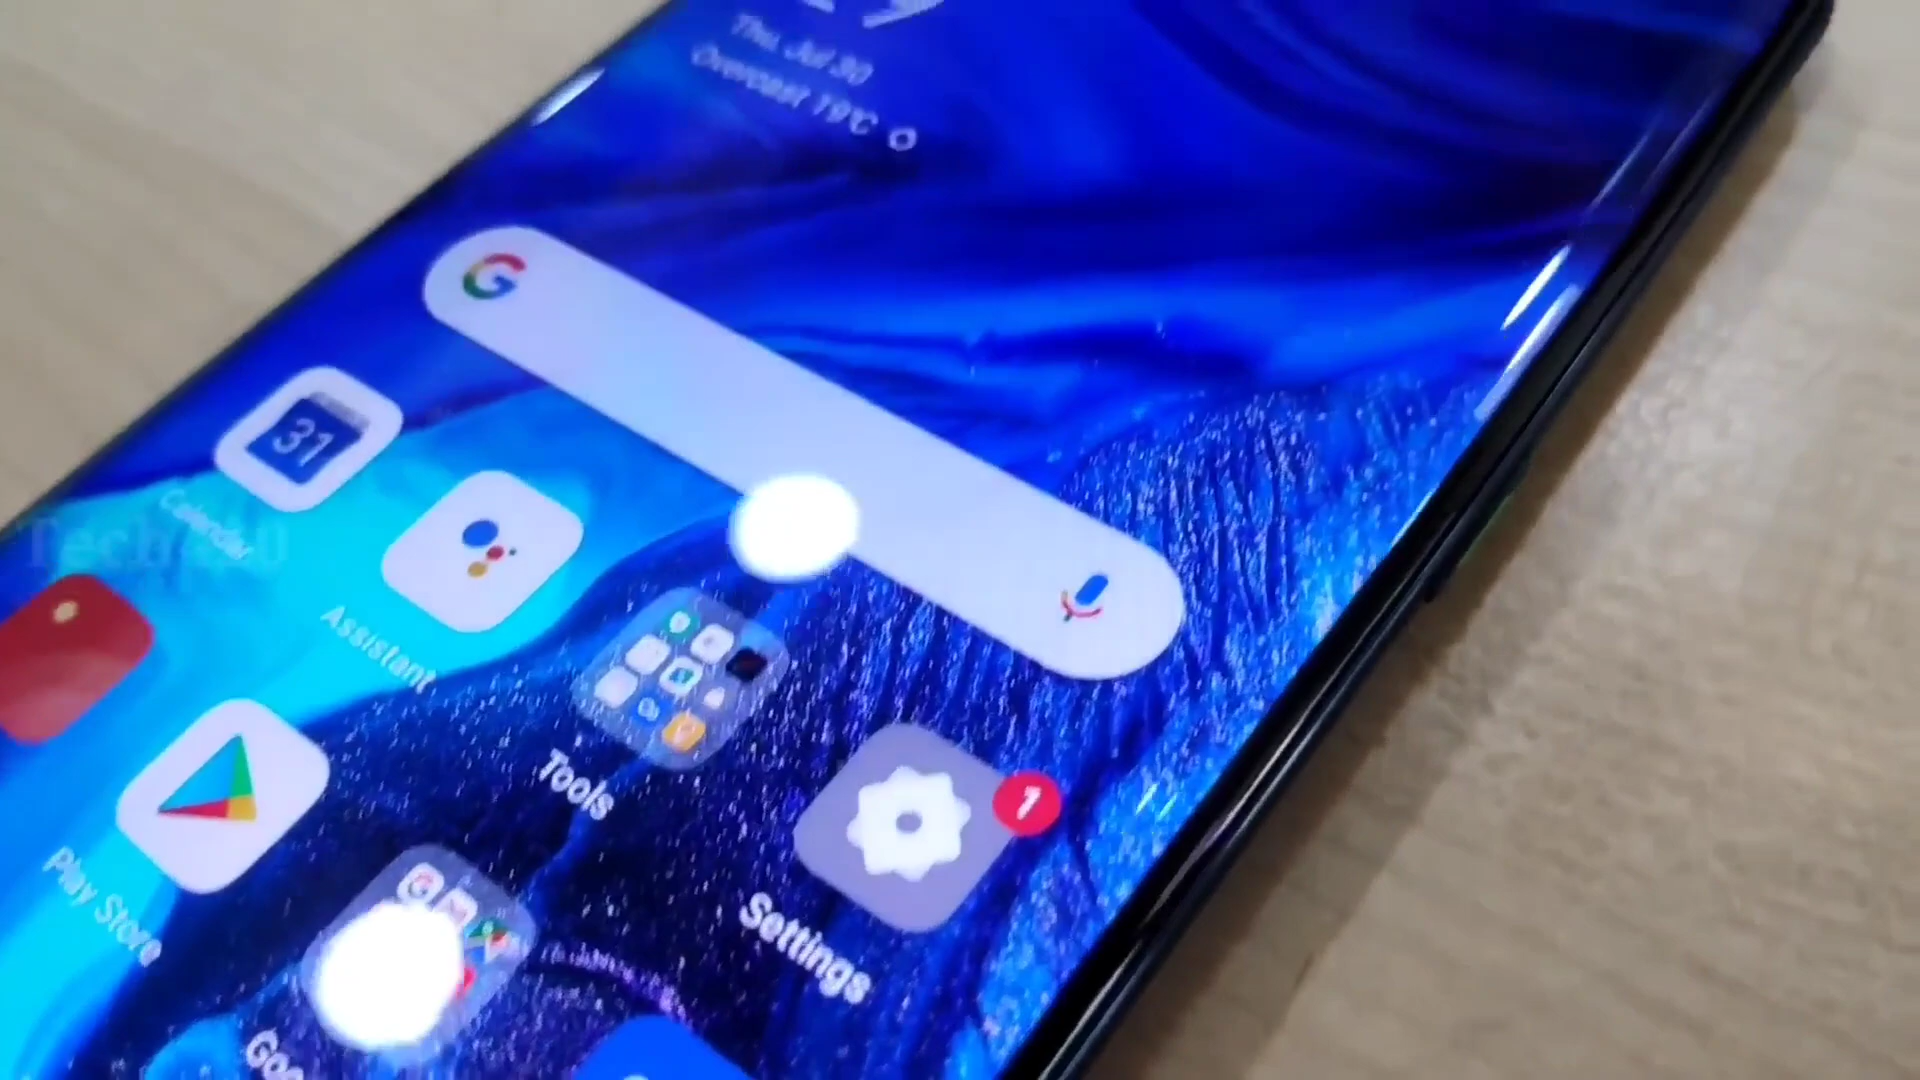 Thu, Jul 30
Overcast 19°C
G
31
Calendar
Assistant
Tools
1
Play Store
Settings